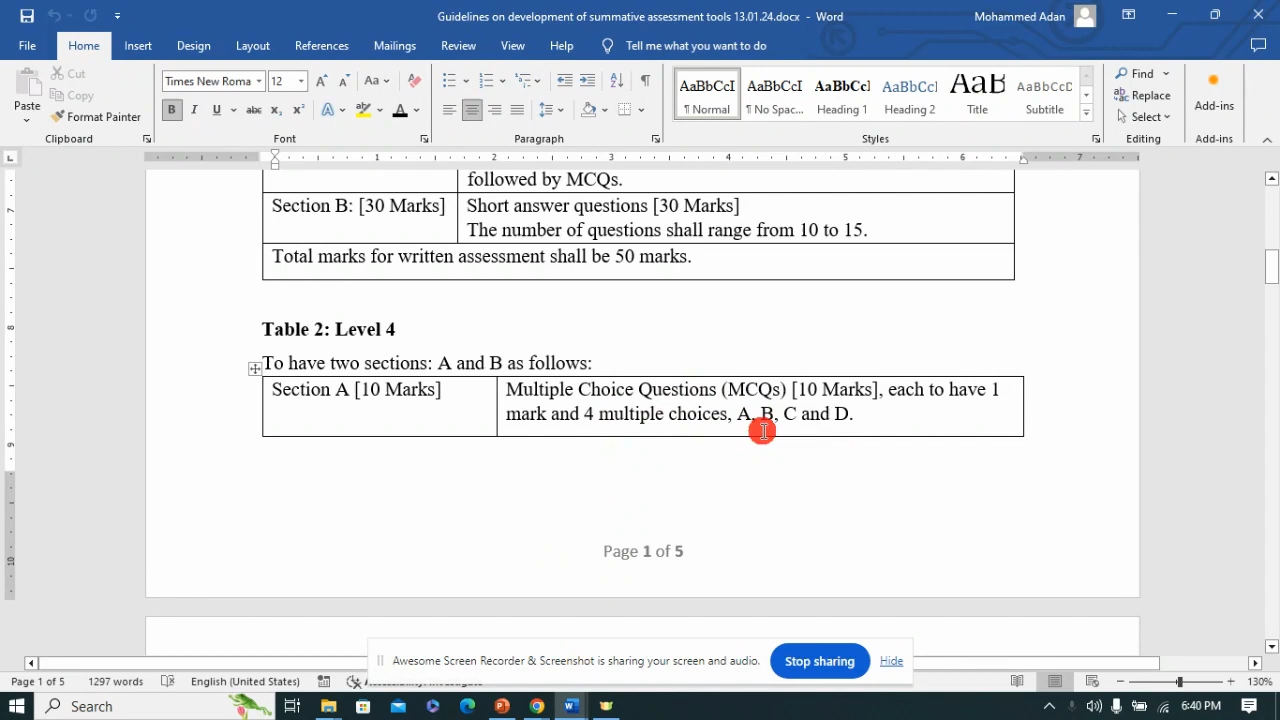 Guidelines on development of summative assessment tools 13.01.24.docx - Word
Mohammed Adan
File Home Insert Design Layout References Mailings Review View Help Tell me what you want to do
Paste
Cut
Copy
Format Painter
Clipboard
Times New Roma 12
Font
Paragraph
AaBbCcI AaBbCcI AaBbCcI AaBbCcI AaB AaBbCcD
¶ Normal ¶ No Spac... Heading 1 Heading 2 Title Subtitle
Styles
Find
Replace
Select
Editing
Add-ins
Add-ins
1 2 3 4 5 6 7
followed by MCQs.
Section B: [30 Marks] Short answer questions [30 Marks]
The number of questions shall range from 10 to 15.
Total marks for written assessment shall be 50 marks.
Table 2: Level 4
To have two sections: A and B as follows:
Section A [10 Marks] Multiple Choice Questions (MCQs) [10 Marks], each to have 1
mark and 4 multiple choices, A, B, C and D.
Page 1 of 5
Awesome Screen Recorder & Screenshot is sharing your screen and audio. Stop sharing Hide
Page 1 of 5 1297 words English (United States) 130%
Search 6:40 PM